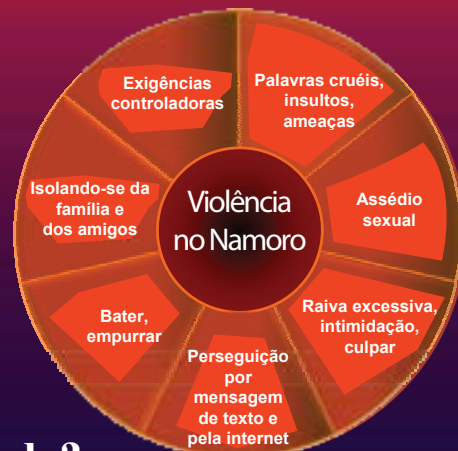 Violência
no Namoro
Palavras cruéis,
insultos,
ameaças
Assédio
sexual
Raiva excessiva,
intimidação,
culpar
Perseguição
por
mensagem
de texto e
pela internet
Bater,
empurrar
Isolando-se da
família e
dos amigos
Exigências
controladoras